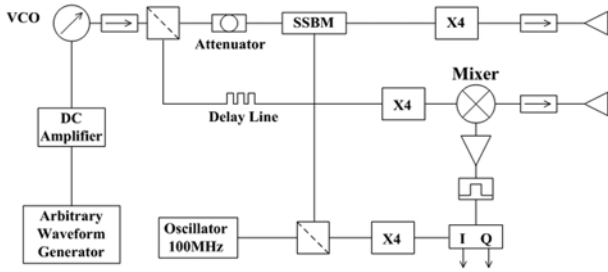 VCO
SSBM
X4
Attenuator
Mixer
DC
Amplifier
Delay Line
X4
Arbitrary
Waveform
Generator
Oscillator
100MHz
X4
I Q